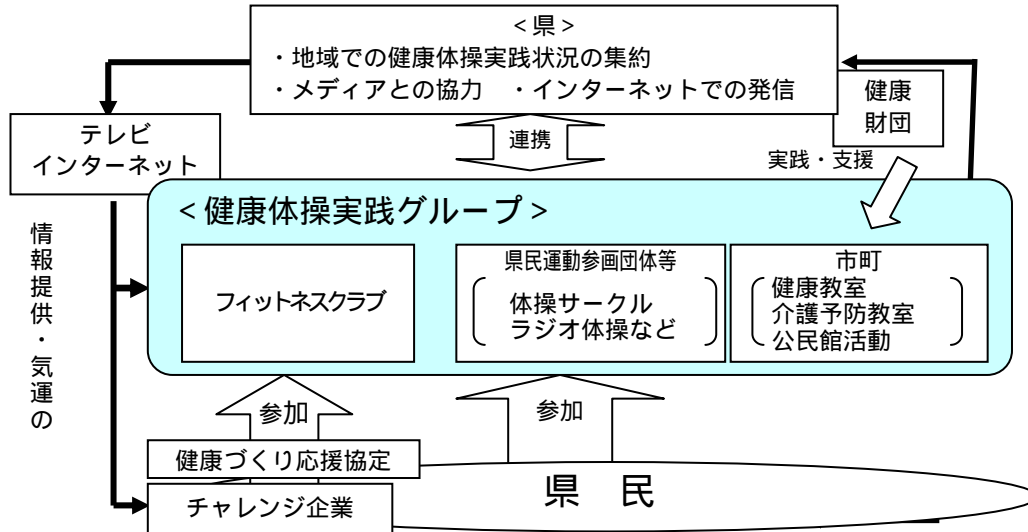 ＜県＞
・地域での健康体操実践状況の集約
・メディアとの協力　・インターネットでの発信
健康
財団
テレビ
インターネット
連携
実践・支援
＜健康体操実践グループ＞
フィットネスクラブ
県民運動参画団体等
体操サークル
ラジオ体操など
市町
健康教室
介護予防教室
公民館活動
情報提供・気運の
参加
参加
健康づくり応援協定
チャレンジ企業
県　民